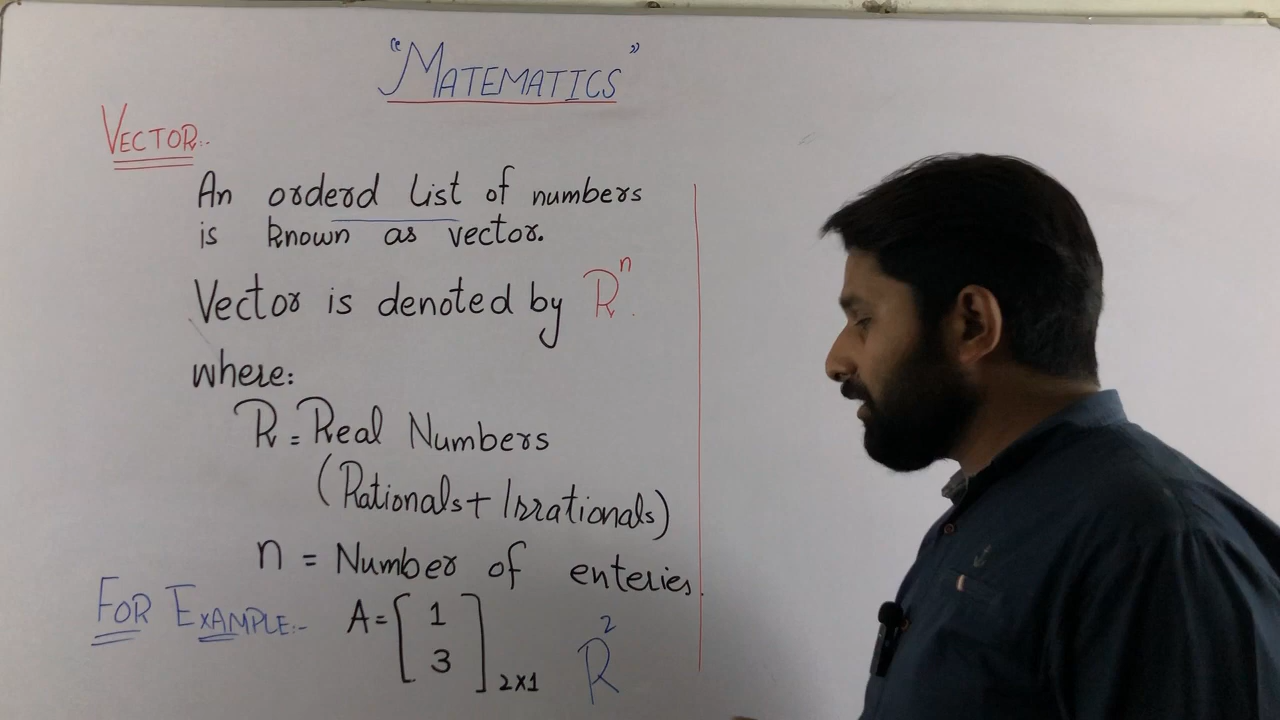 "MATEMATICS"
VECTOR:-
An orderd list of numbers
is known as vector.
Vector is denoted by R^n.
where:
R = Real Numbers
(Rationals + Irrationals)
n = Number of enteries.
FOR EXAMPLE:- A = [1
3] 2x1 R^2